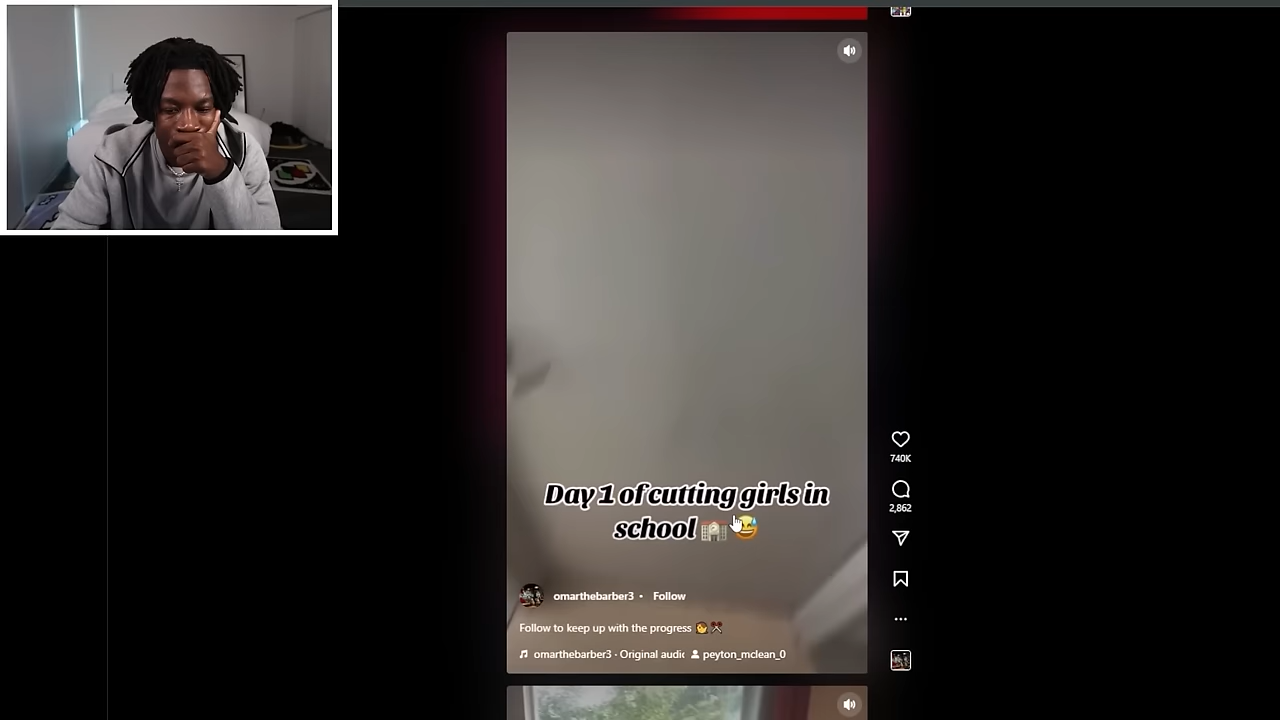 Day 1 of cutting girls in
school 🏫 😅
740K
2,862
omarthebarber3 • Follow
Follow to keep up with the progress
omarthebarber3 · Original audio peyton_mclean_0